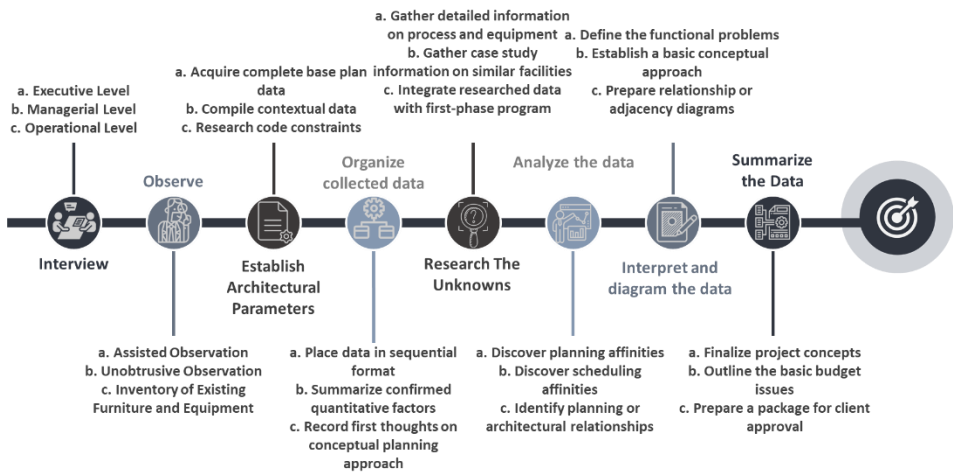 a. Executive Level
b. Managerial Level
c. Operational Level
Interview
Observe
a. Assisted Observation
b. Unobtrusive Observation
c. Inventory of Existing
Furniture and Equipment
a. Acquire complete base plan
data
b. Compile contextual data
c. Research code constraints
Establish
Architectural
Parameters
Organize
collected data
a. Place data in sequential
format
b. Summarize confirmed
quantitative factors
c. Record first thoughts on
conceptual planning
approach
a. Gather detailed information
on process and equipment
b. Gather case study
information on similar facilities
c. Integrate researched data
with first-phase program
Research The
Unknowns
Analyze the data
a. Discover planning affinities
b. Discover scheduling
affinities
c. Identify planning or
architectural relationships
a. Define the functional problems
b. Establish a basic conceptual
approach
c. Prepare relationship or
adjacency diagrams
Interpret and
diagram the data
Summarize
the Data
a. Finalize project concepts
b. Outline the basic budget
issues
c. Prepare a package for client
approval